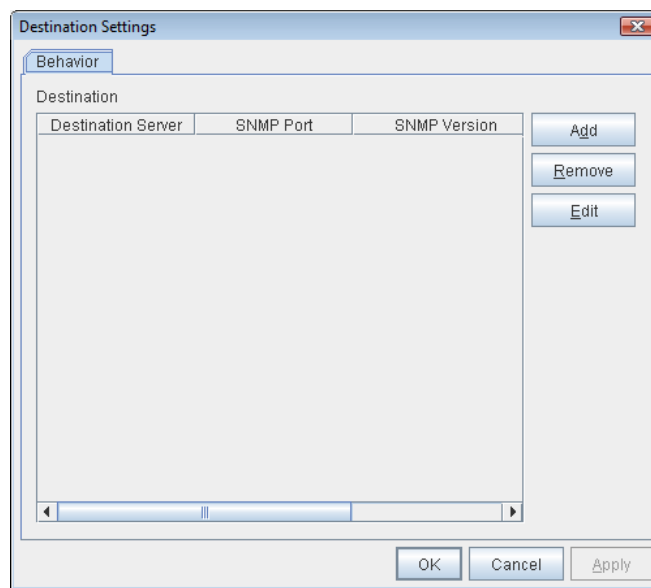 Destination Settings
Behavior
Destination
Destination Server SNMP Port SNMP Version
Add
Remove
Edit
OK Cancel Apply